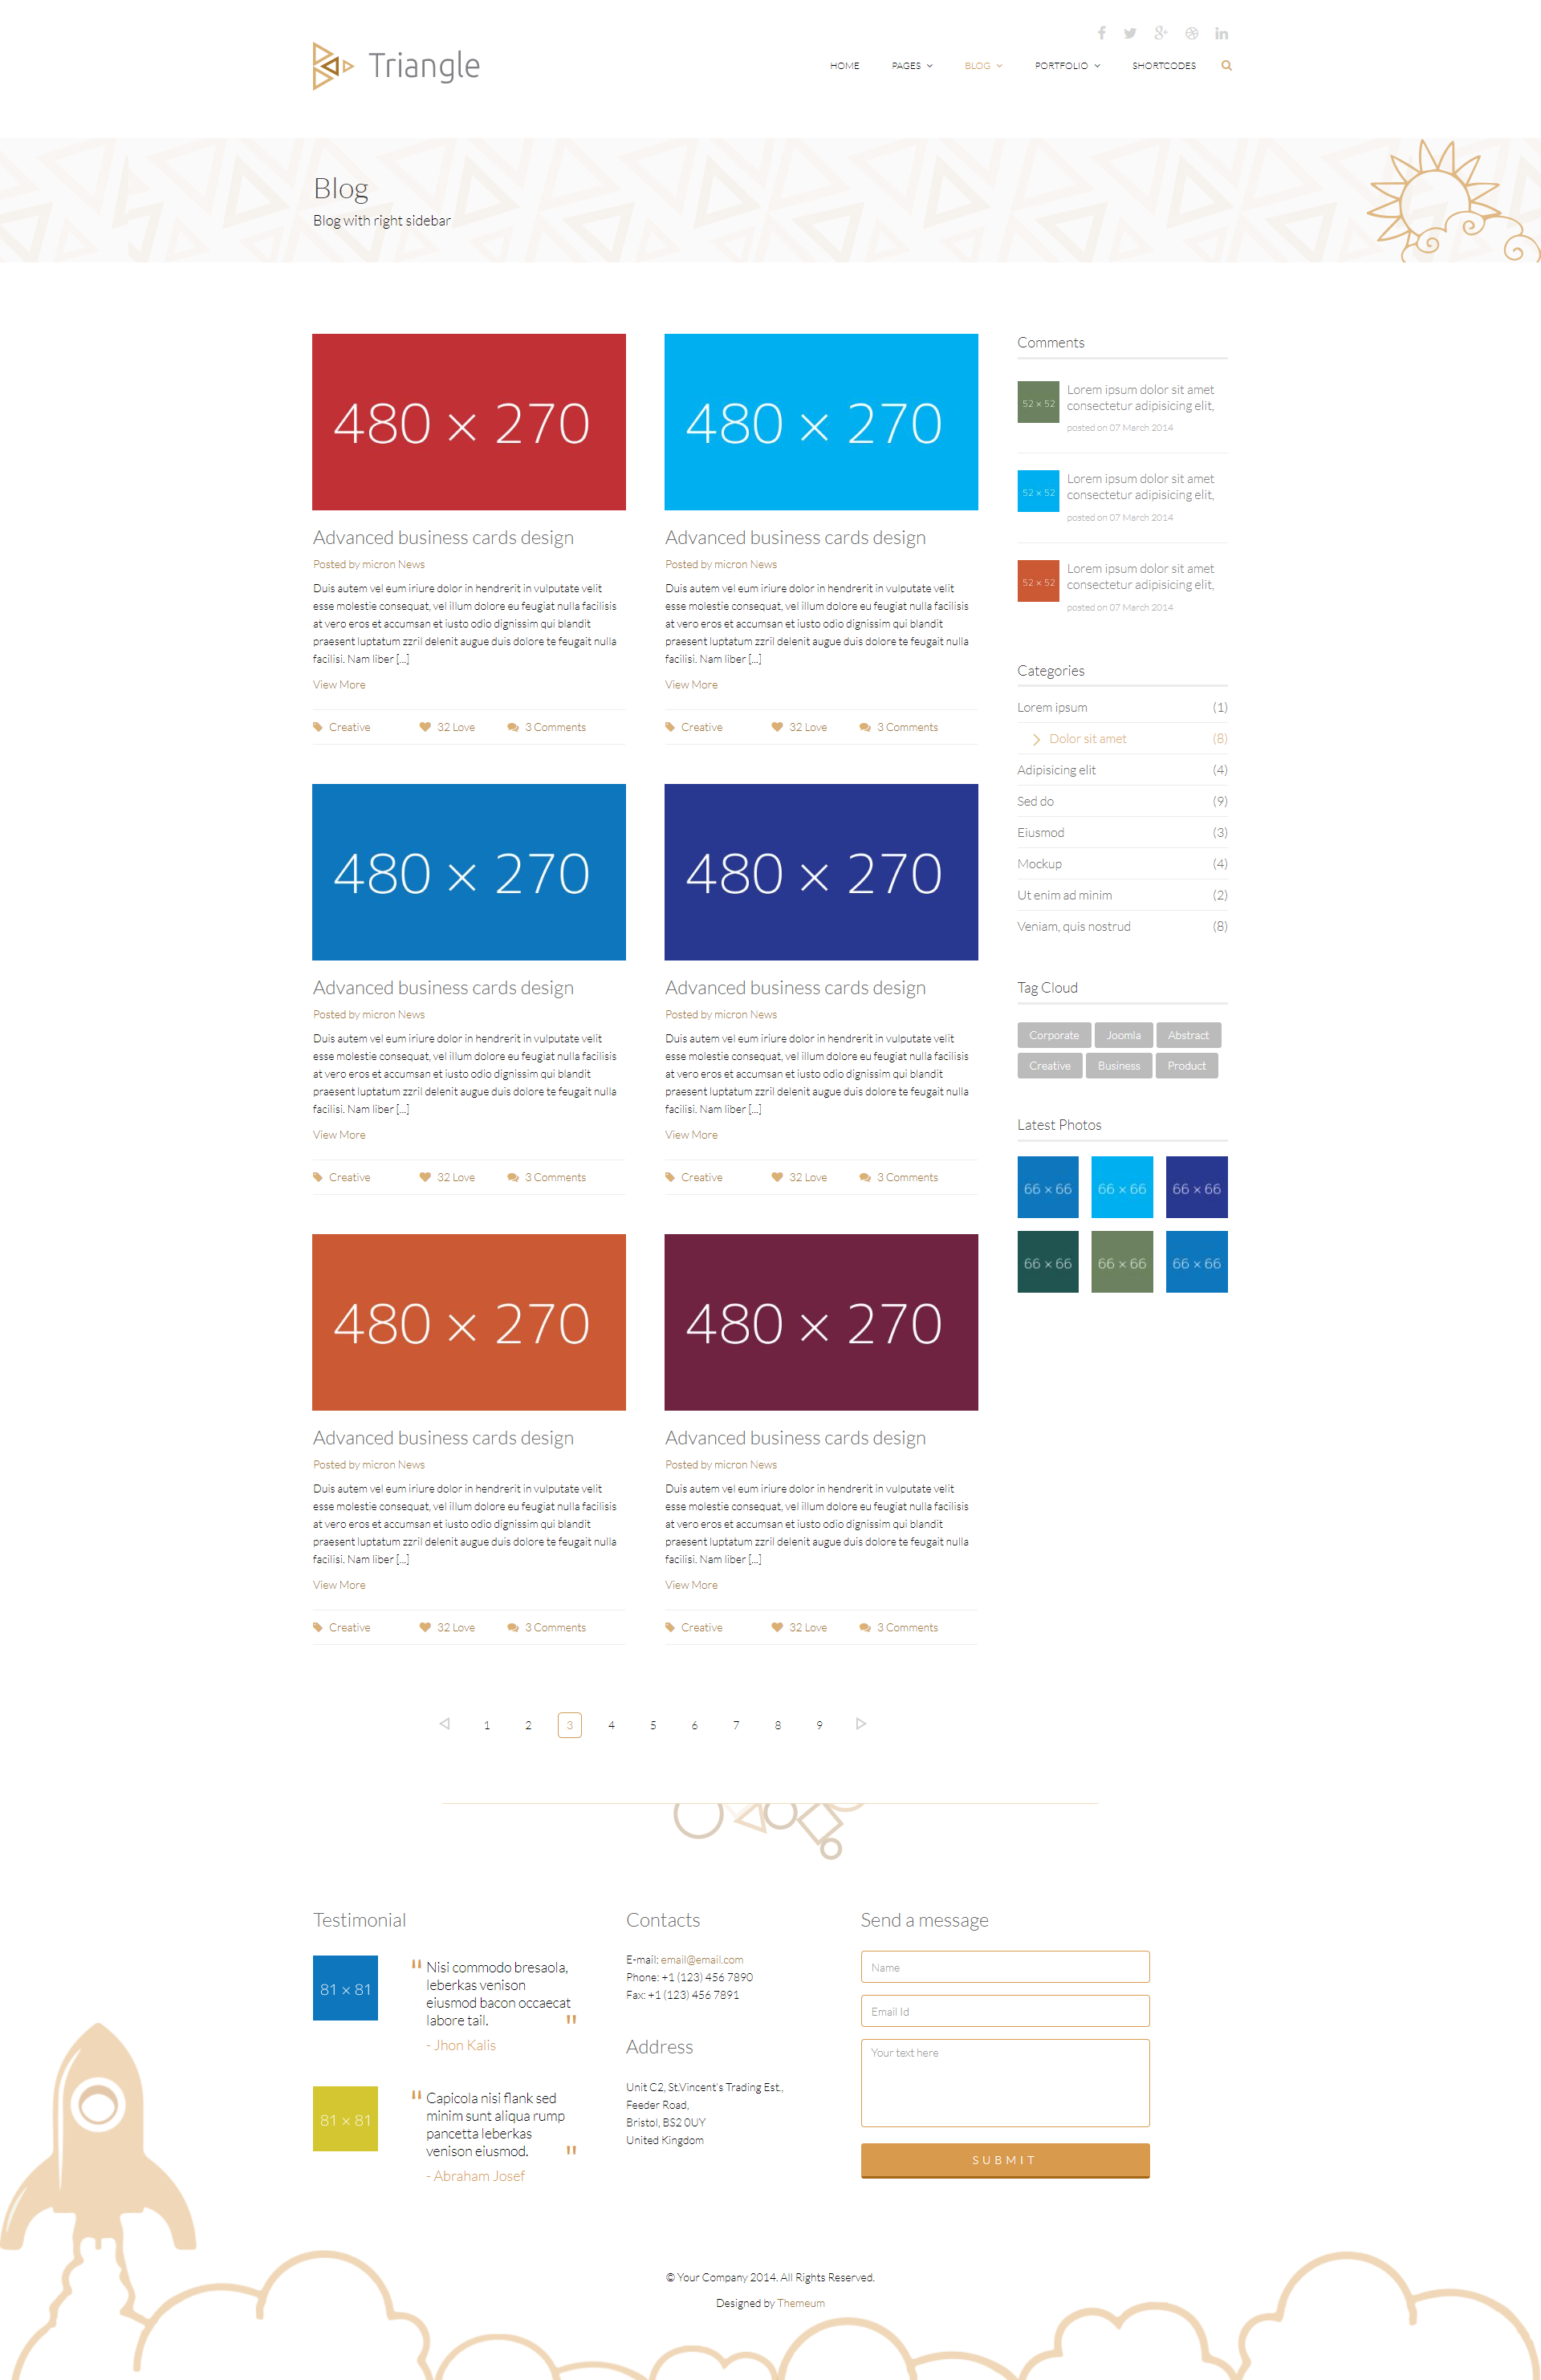 Triangle
HOME PAGES BLOG PORTFOLIO SHORTCODES
Blog
Blog with right sidebar
480 × 270
Advanced business cards design
Posted by micron News
Duis autem vel eum iriure dolor in hendrerit in vulputate velit
esse molestie consequat, vel illum dolore eu feugiat nulla facilisis
at vero eros et accumsan et iusto odio dignissim qui blandit
praesent luptatum zzril delenit augue duis dolore te feugait nulla
facilisi. Nam liber [...]
View More
Creative 32 Love 3 Comments
480 × 270
Advanced business cards design
Posted by micron News
Duis autem vel eum iriure dolor in hendrerit in vulputate velit
esse molestie consequat, vel illum dolore eu feugiat nulla facilisis
at vero eros et accumsan et iusto odio dignissim qui blandit
praesent luptatum zzril delenit augue duis dolore te feugait nulla
facilisi. Nam liber [...]
View More
Creative 32 Love 3 Comments
480 × 270
Advanced business cards design
Posted by micron News
Duis autem vel eum iriure dolor in hendrerit in vulputate velit
esse molestie consequat, vel illum dolore eu feugiat nulla facilisis
at vero eros et accumsan et iusto odio dignissim qui blandit
praesent luptatum zzril delenit augue duis dolore te feugait nulla
facilisi. Nam liber [...]
View More
Creative 32 Love 3 Comments
480 × 270
Advanced business cards design
Posted by micron News
Duis autem vel eum iriure dolor in hendrerit in vulputate velit
esse molestie consequat, vel illum dolore eu feugiat nulla facilisis
at vero eros et accumsan et iusto odio dignissim qui blandit
praesent luptatum zzril delenit augue duis dolore te feugait nulla
facilisi. Nam liber [...]
View More
Creative 32 Love 3 Comments
480 × 270
Advanced business cards design
Posted by micron News
Duis autem vel eum iriure dolor in hendrerit in vulputate velit
esse molestie consequat, vel illum dolore eu feugiat nulla facilisis
at vero eros et accumsan et iusto odio dignissim qui blandit
praesent luptatum zzril delenit augue duis dolore te feugait nulla
facilisi. Nam liber [...]
View More
Creative 32 Love 3 Comments
480 × 270
Advanced business cards design
Posted by micron News
Duis autem vel eum iriure dolor in hendrerit in vulputate velit
esse molestie consequat, vel illum dolore eu feugiat nulla facilisis
at vero eros et accumsan et iusto odio dignissim qui blandit
praesent luptatum zzril delenit augue duis dolore te feugait nulla
facilisi. Nam liber [...]
View More
Creative 32 Love 3 Comments
1 2 3 4 5 6 7 8 9
Comments
52 × 52
Lorem ipsum dolor sit amet
consectetur adipisicing elit,
posted on 07 March 2014
52 × 52
Lorem ipsum dolor sit amet
consectetur adipisicing elit,
posted on 07 March 2014
52 × 52
Lorem ipsum dolor sit amet
consectetur adipisicing elit,
posted on 07 March 2014
Categories
Lorem ipsum (1)
Dolor sit amet (8)
Adipisicing elit (4)
Sed do (9)
Eiusmod (3)
Mockup (4)
Ut enim ad minim (2)
Veniam, quis nostrud (8)
Tag Cloud
Corporate Joomla Abstract
Creative Business Product
Latest Photos
66 × 66 66 × 66 66 × 66
66 × 66 66 × 66 66 × 66
Testimonial
81 × 81
" Nisi commodo bresaola,
leberkas venison
eiusmod bacon occaecat
labore tail. "
- Jhon Kalis
81 × 81
" Capicola nisi flank sed
minim sunt aliqua rump
pancetta leberkas
venison eiusmod. "
- Abraham Josef
Contacts
E-mail: email@email.com
Phone: +1 (123) 456 7890
Fax: +1 (123) 456 7891
Address
Unit C2, St.Vincent's Trading Est.,
Feeder Road,
Bristol, BS2 0UY
United Kingdom
Send a message
Name
Email Id
Your text here
SUBMIT
© Your Company 2014. All Rights Reserved.
Designed by Themeum